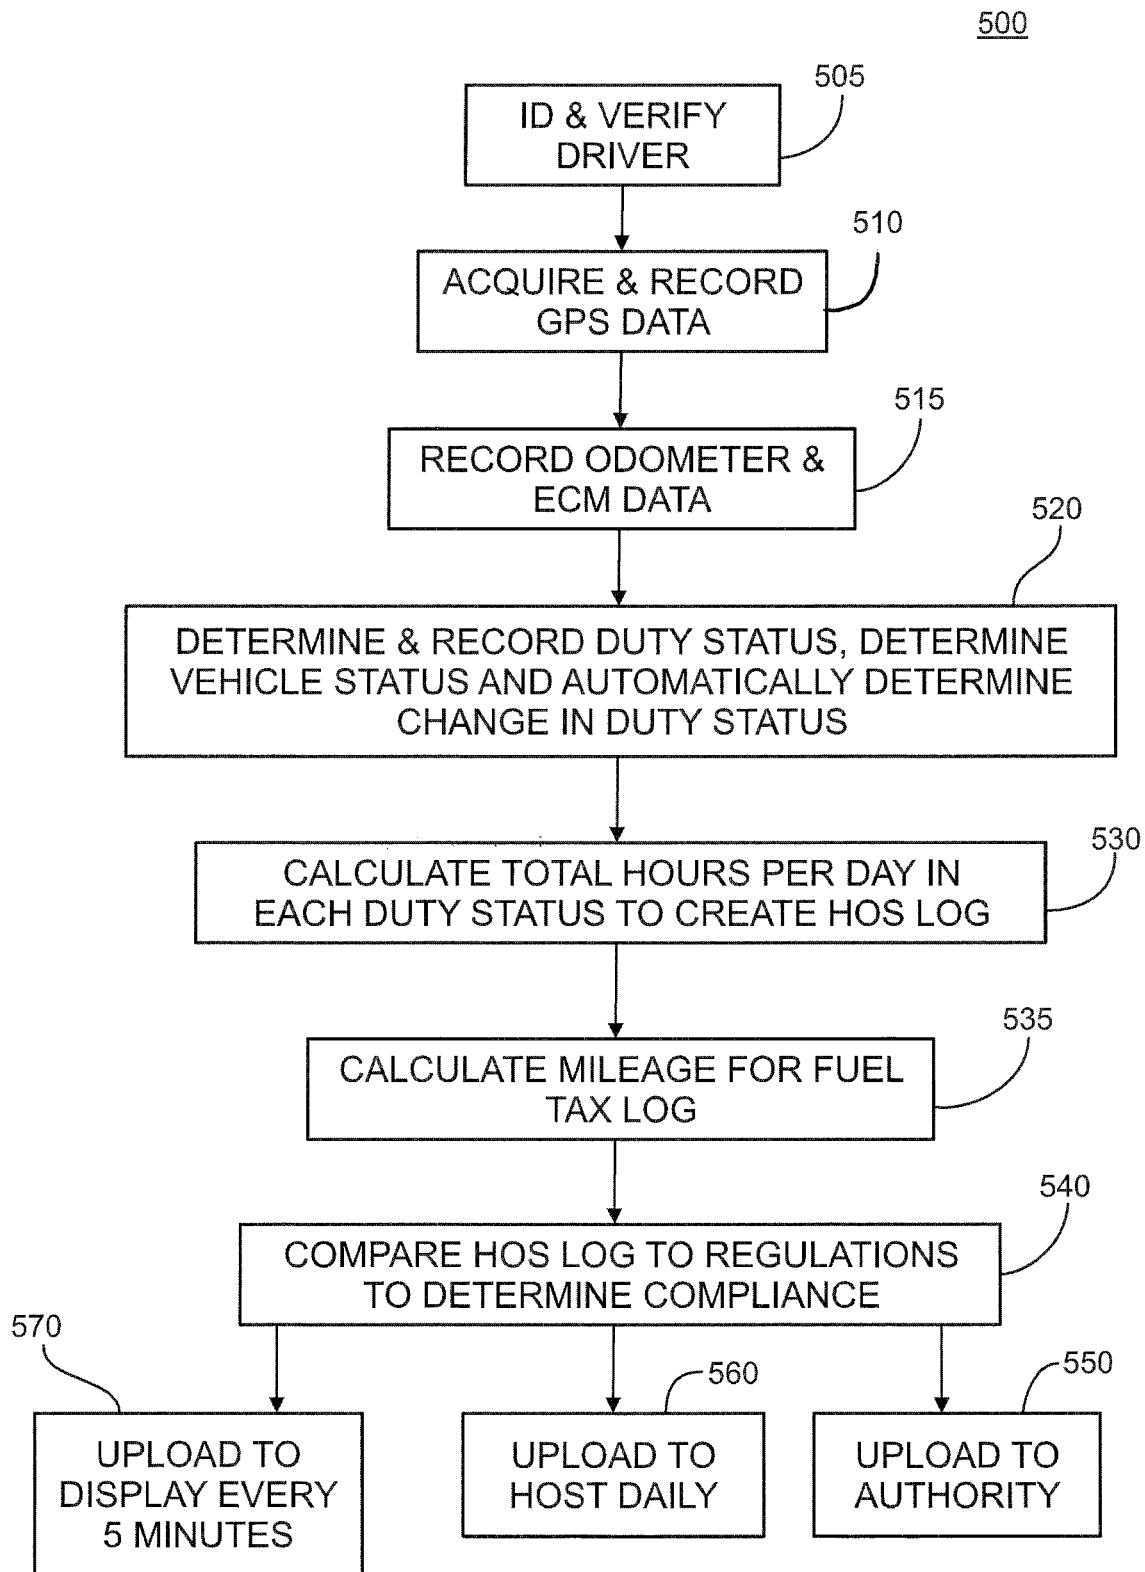 500
505
ID & VERIFY
DRIVER
510
ACQUIRE & RECORD
GPS DATA
515
RECORD ODOMETER &
ECM DATA
520
DETERMINE & RECORD DUTY STATUS, DETERMINE
VEHICLE STATUS AND AUTOMATICALLY DETERMINE
CHANGE IN DUTY STATUS
530
CALCULATE TOTAL HOURS PER DAY IN
EACH DUTY STATUS TO CREATE HOS LOG
535
CALCULATE MILEAGE FOR FUEL
TAX LOG
540
COMPARE HOS LOG TO REGULATIONS
TO DETERMINE COMPLIANCE
570
UPLOAD TO
DISPLAY EVERY
5 MINUTES
560
UPLOAD TO
HOST DAILY
550
UPLOAD TO
AUTHORITY